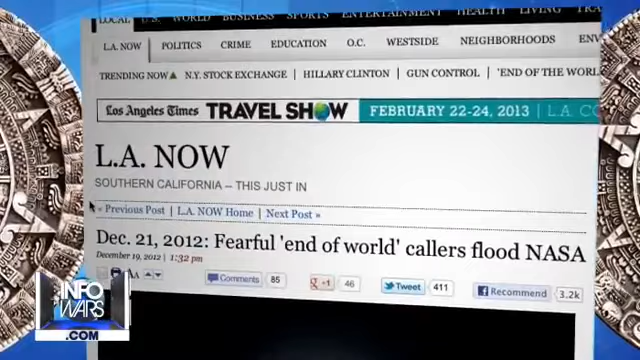 LOCAL U.S. WORLD BUSINESS SPORTS ENTERTAINMENT HEALTH LIVING TRAVEL
L.A. NOW POLITICS CRIME EDUCATION O.C. WESTSIDE NEIGHBORHOODS
TRENDING NOW▲ N.Y. STOCK EXCHANGE | HILLARY CLINTON | GUN CONTROL | 'END OF THE
Los Angeles Times TRAVEL SHOW FEBRUARY 22-24, 2013 | L.A.
L.A. NOW
SOUTHERN CALIFORNIA -- THIS JUST IN
« Previous Post | L.A. NOW Home | Next Post »
Dec. 21, 2012: Fearful 'end of world' callers flood NASA
December 19, 2012 | 1:32 pm
AA Comments 85 g +1 46 Tweet 411 Recommend 3.2k
INFO
WARS
.COM